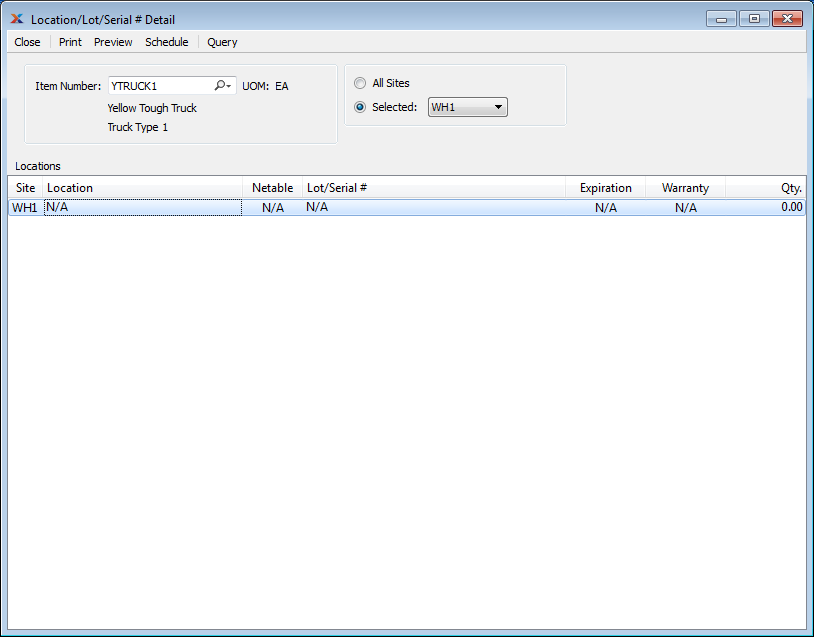 Location/Lot/Serial # Detail
Close Print Preview Schedule Query
Item Number: YTRUCK1 UOM: EA
Yellow Tough Truck
Truck Type 1
All Sites
Selected: WH1
Locations
Site Location Netable Lot/Serial # Expiration Warranty Qty.
WH1 N/A N/A N/A N/A N/A 0.00